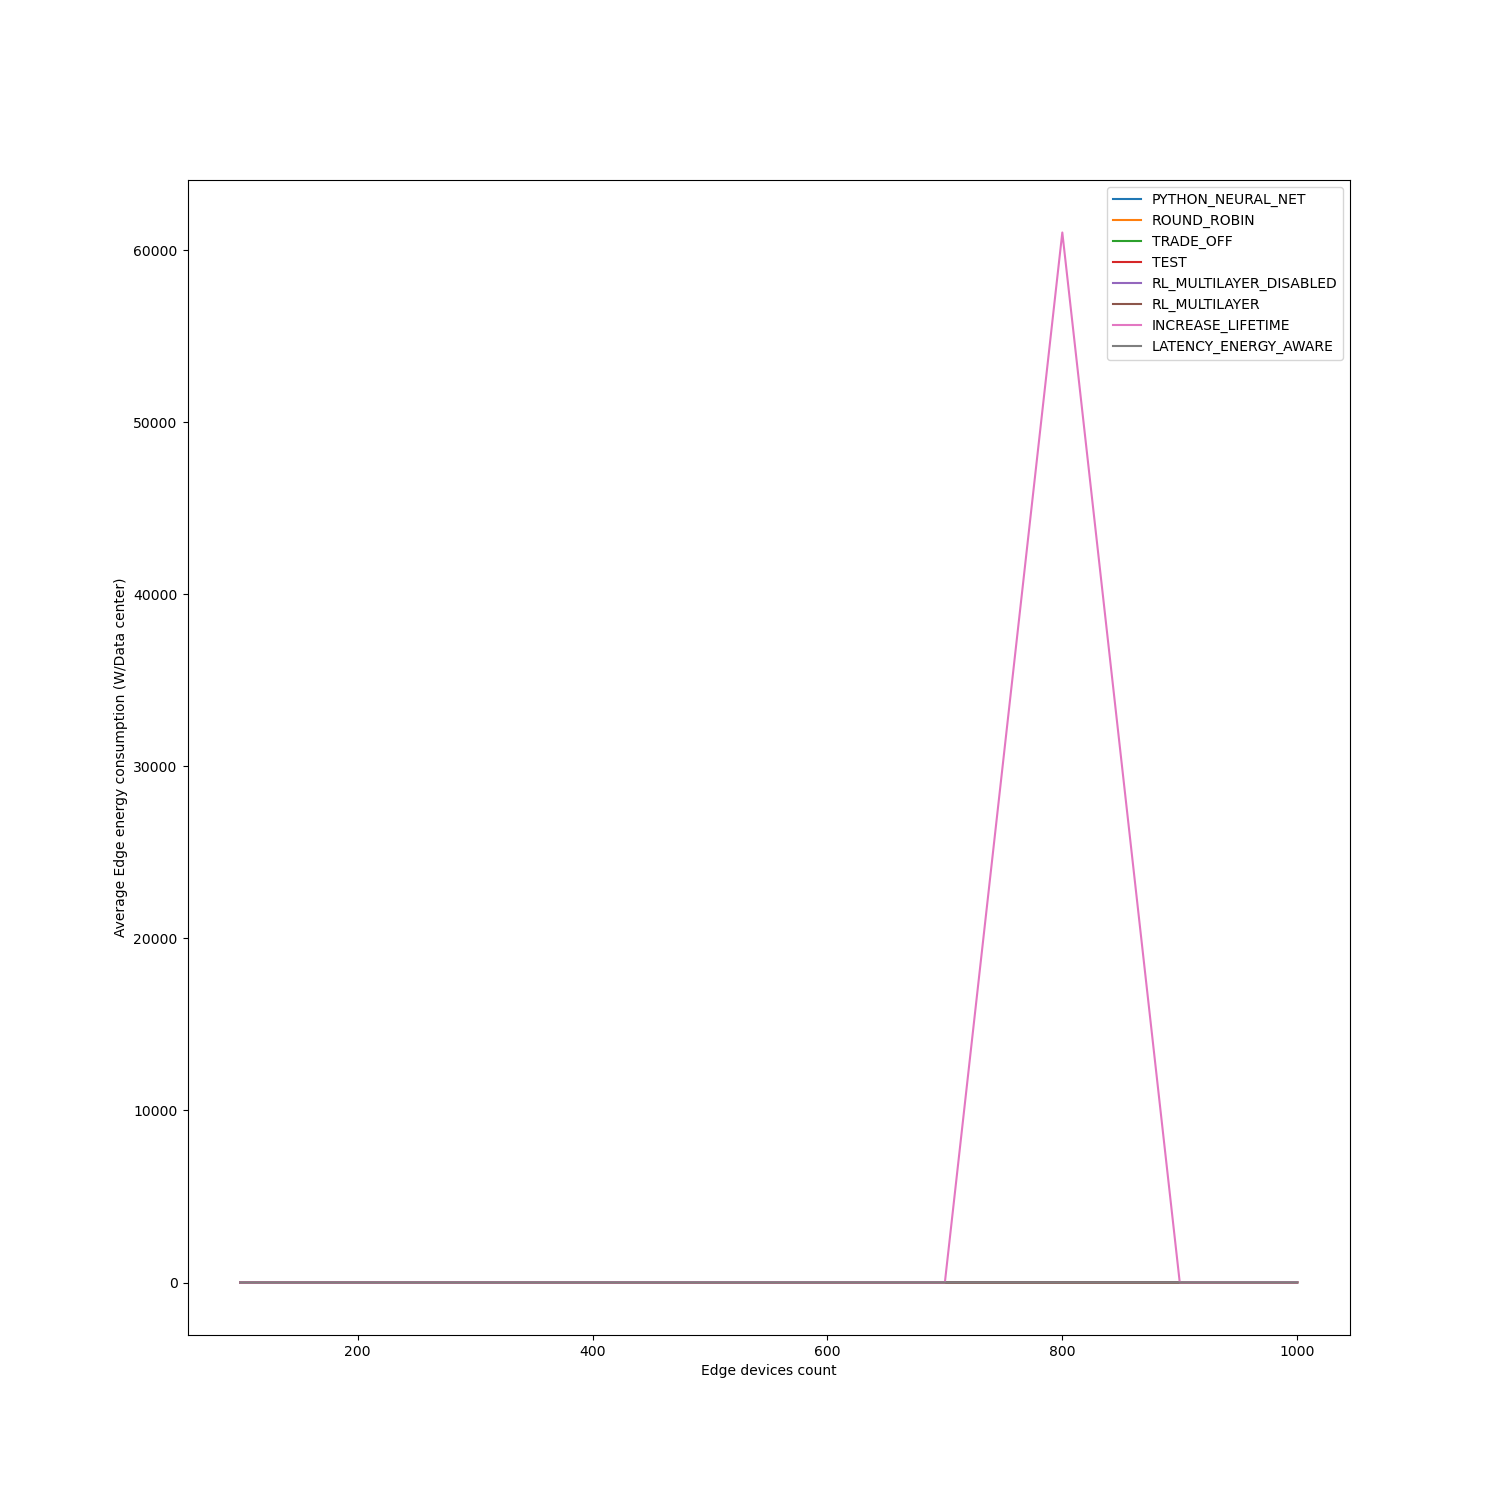 PYTHON_NEURAL_NET
ROUND_ROBIN
TRADE_OFF
TEST
RL_MULTILAYER_DISABLED
RL_MULTILAYER
INCREASE_LIFETIME
LATENCY_ENERGY_AWARE
60000
50000
40000
30000
20000
10000
0
Average Edge energy consumption (W/Data center)
200
400
600
800
1000
Edge devices count